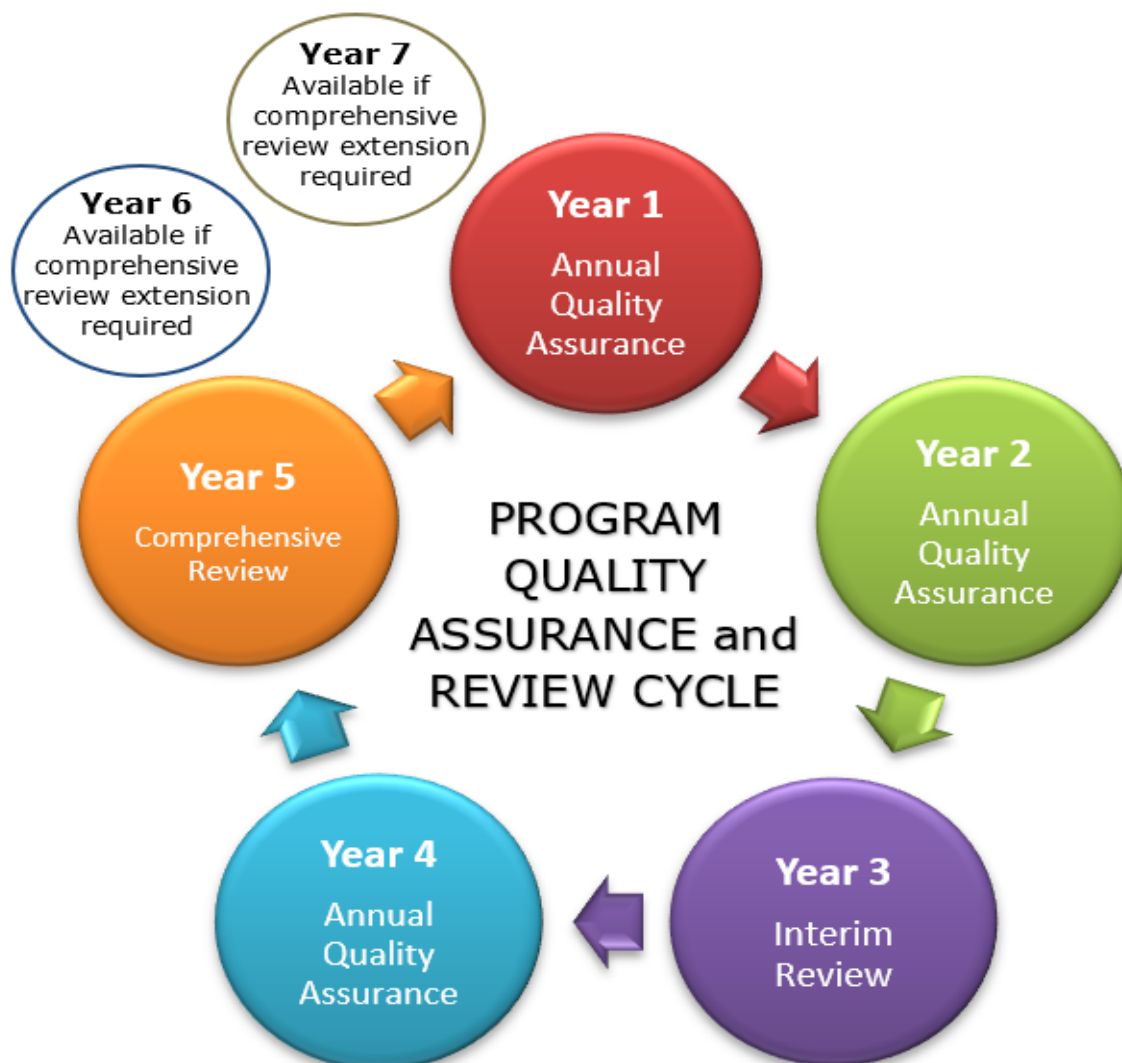 Year 7
Available if
comprehensive
review extension
required
Year 6
Available if
comprehensive
review extension
required
Year 1
Annual
Quality
Assurance
Year 2
Annual
Quality
Assurance
Year 3
Interim
Review
Year 4
Annual
Quality
Assurance
Year 5
Comprehensive
Review
PROGRAM
QUALITY
ASSURANCE and
REVIEW CYCLE